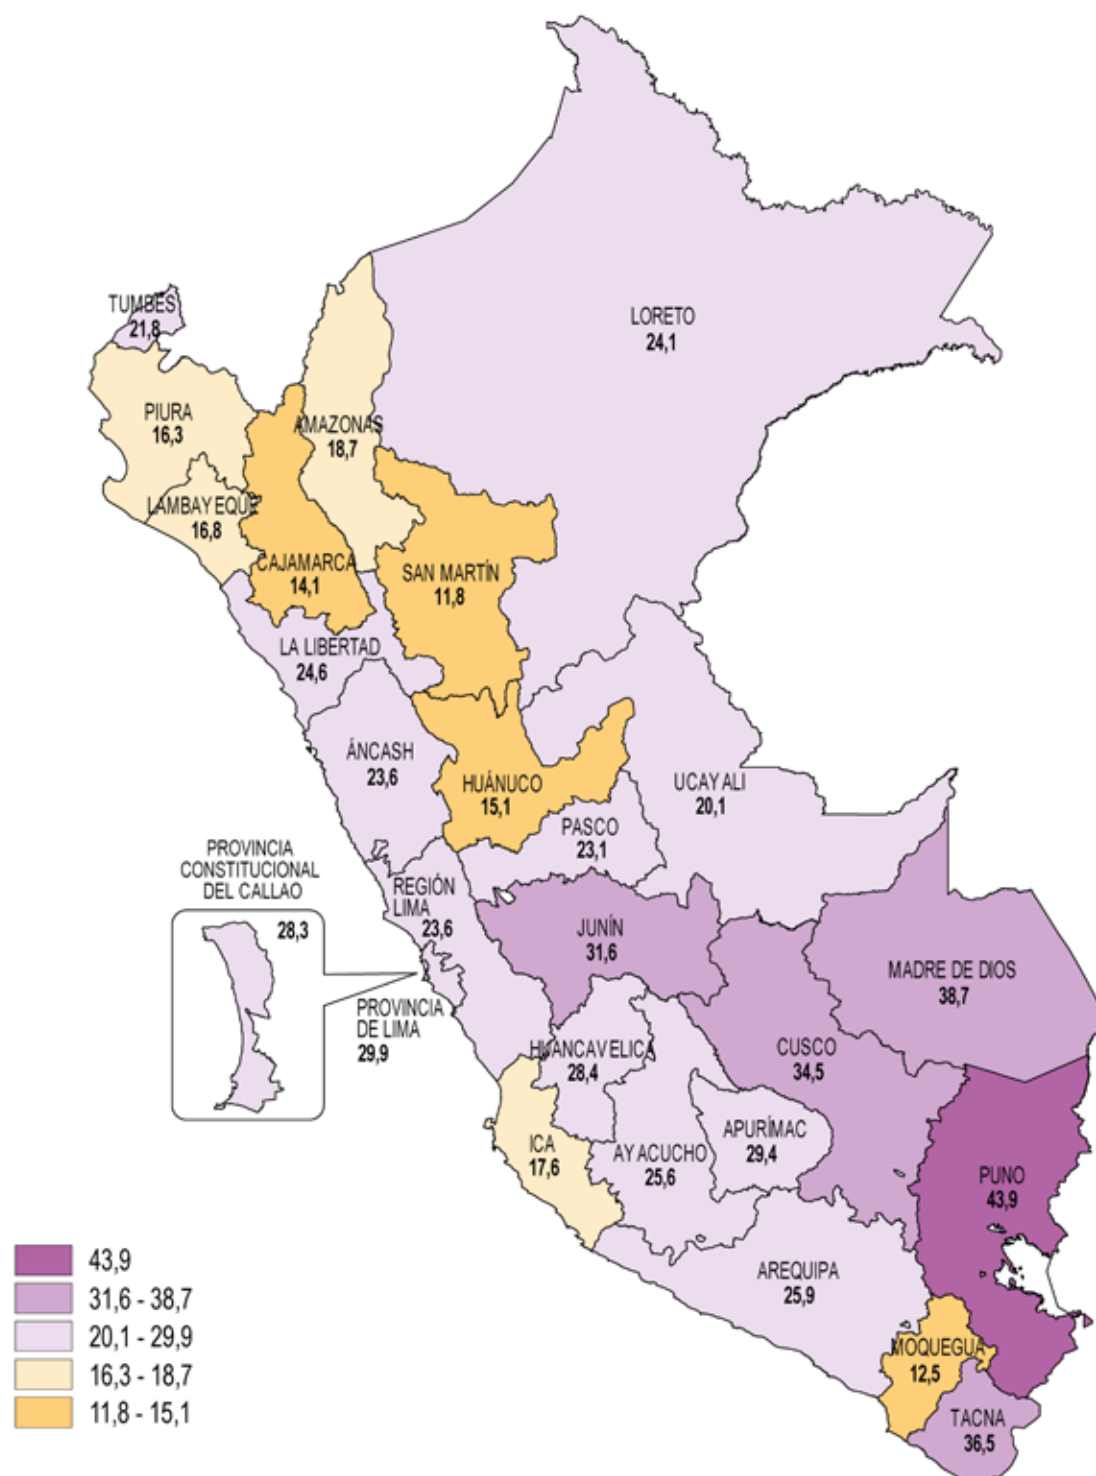 LORETO
24,1
TUMBES
21,8
PIURA
16,3
AMAZONAS
18,7
LAMBAYEQUE
16,8
CAJAMARCA
14,1
SAN MARTÍN
11,8
LA LIBERTAD
24,6
ÁNCASH
23,6
HUÁNUCO
15,1
UCAYALI
20,1
PASCO
23,1
PROVINCIA
CONSTITUCIONAL
DEL CALLAO
28,3
REGIÓN
LIMA
23,6
JUNÍN
31,6
MADRE DE DIOS
38,7
PROVINCIA
DE LIMA
29,9
HUANCAVELICA
28,4
CUSCO
34,5
ICA
17,6
AYACUCHO
25,6
APURÍMAC
29,4
PUNO
43,9
AREQUIPA
25,9
MOQUEGUA
12,5
TACNA
36,5
43,9
31,6 - 38,7
20,1 - 29,9
16,3 - 18,7
11,8 - 15,1